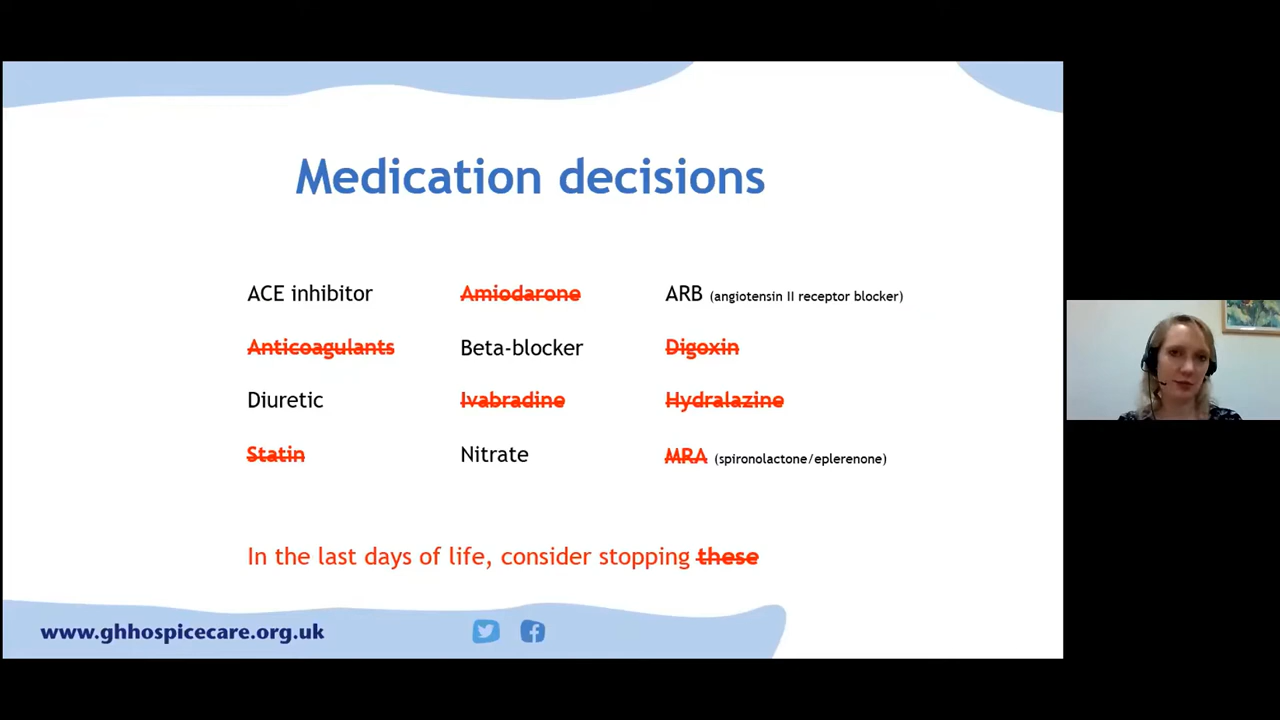 Medication decisions
ACE inhibitor Amiodarone ARB (angiotensin II receptor blocker)
Anticoagulants Beta-blocker Digoxin
Diuretic Ivabradine Hydralazine
Statin Nitrate MRA (spironolactone/eplerenone)
In the last days of life, consider stopping these
www.ghhospicecare.org.uk